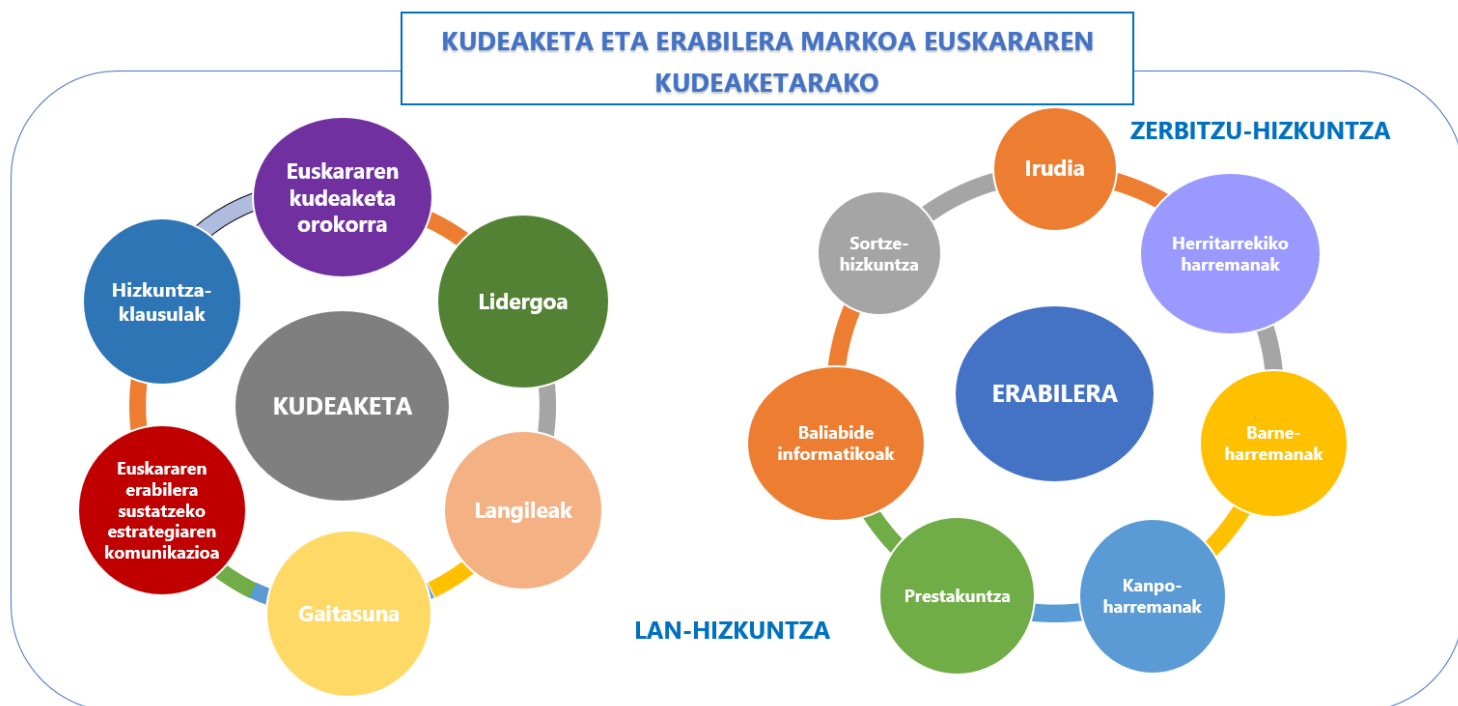 KUDEAKETA ETA ERABILERA MARKOA EUSKARAREN
KUDEAKETARAKO
Euskararen
kudeaketa
orokorra
Lidergoa
Langileak
Gaitasuna
Euskararen
erabilera
sustatzeko
estrategiaren
komunikazioa
Hizkuntza-
klausulak
KUDEAKETA
ZERBITZU-HIZKUNTZA
Irudia
Herritarrekiko
harremanak
Barne-
harremanak
Kanpo-
harremanak
Prestakuntza
Baliabide
informatikoak
Sortze-
hizkuntza
ERABILERA
LAN-HIZKUNTZA